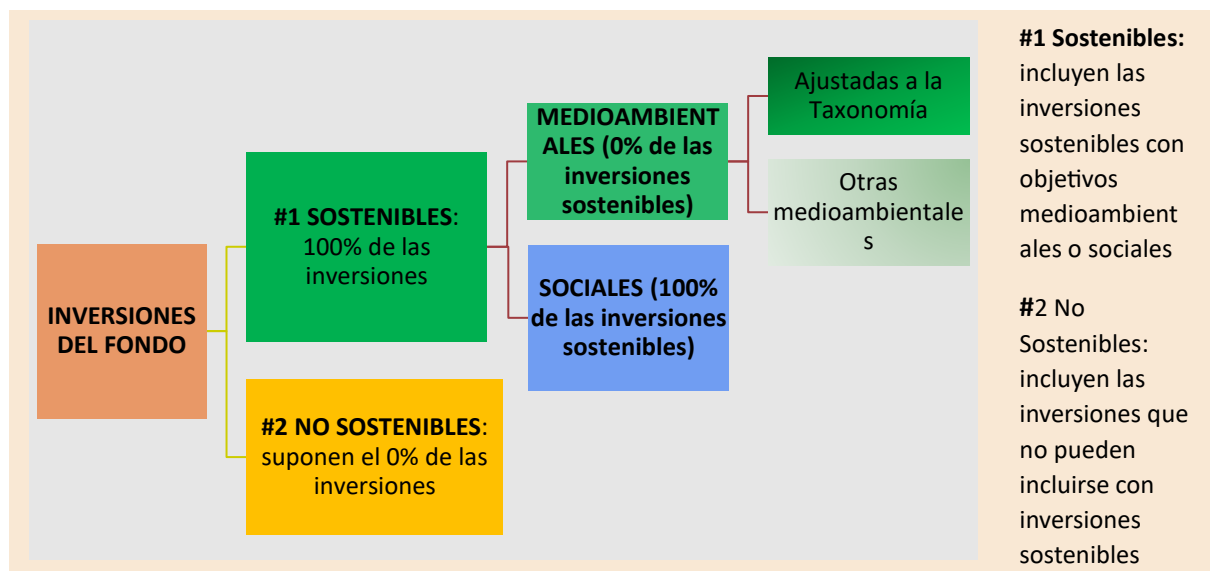 INVERSIONES
DEL FONDO
#1 SOSTENIBLES:
100% de las
inversiones
#2 NO SOSTENIBLES:
suponen el 0% de las
inversiones
MEDIOAMBIENT
ALES (0% de las
inversiones
sostenibles)
SOCIALES (100%
de las inversiones
sostenibles)
Ajustadas a la
Taxonomía
Otras
medioambientale
s
#1 Sostenibles:
incluyen las
inversiones
sostenibles con
objetivos
medioambient
ales o sociales
#2 No
Sostenibles:
incluyen las
inversiones que
no pueden
incluirse con
inversiones
sostenibles